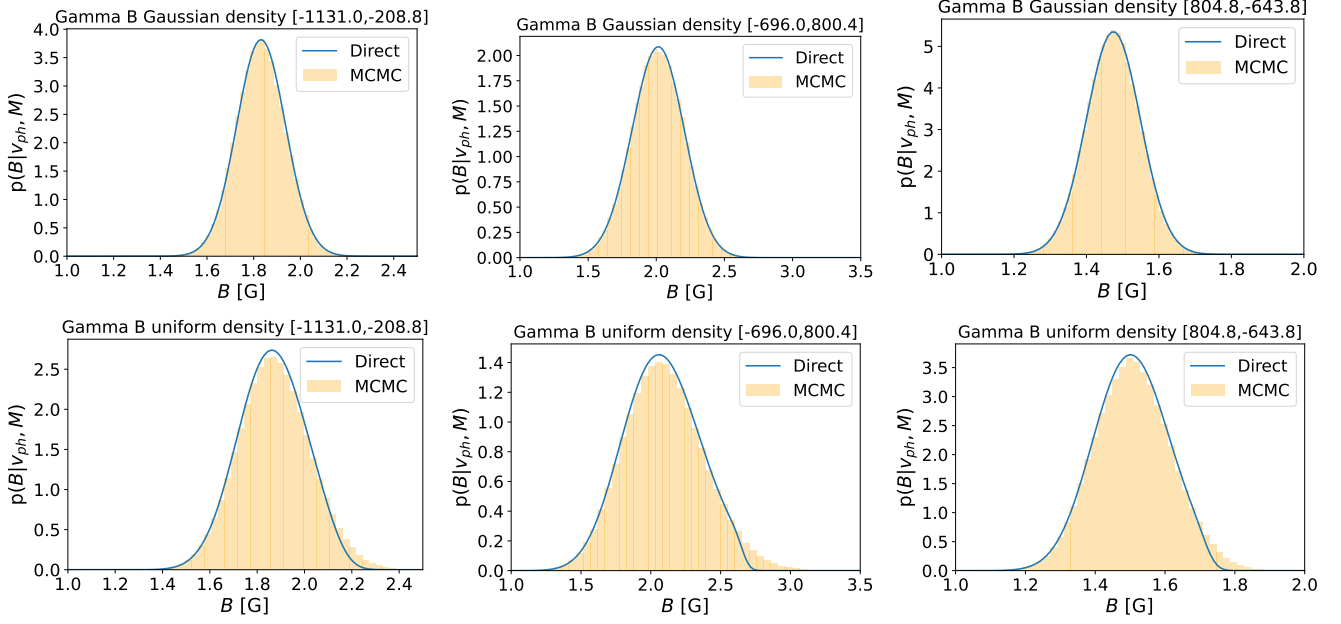 Gamma B Gaussian density [-1131.0,-208.8]
4.0
3.5
3.0
2.5
2.0
1.5
1.0
0.5
0.0
p(B|v_ph, M)
Direct
MCMC
1.0 1.2 1.4 1.6 1.8 2.0 2.2 2.4
B [G]
Gamma B Gaussian density [-696.0,800.4]
2.00
1.75
1.50
1.25
1.00
0.75
0.50
0.25
0.00
p(B|v_ph, M)
Direct
MCMC
1.0 1.5 2.0 2.5 3.0 3.5
B [G]
Gamma B Gaussian density [804.8,-643.8]
5
4
3
2
1
0
p(B|v_ph, M)
Direct
MCMC
1.0 1.2 1.4 1.6 1.8 2.0
B [G]
Gamma B uniform density [-1131.0,-208.8]
2.5
2.0
1.5
1.0
0.5
0.0
p(B|v_ph, M)
Direct
MCMC
1.0 1.2 1.4 1.6 1.8 2.0 2.2 2.4
B [G]
Gamma B uniform density [-696.0,800.4]
1.4
1.2
1.0
0.8
0.6
0.4
0.2
0.0
p(B|v_ph, M)
Direct
MCMC
1.0 1.5 2.0 2.5 3.0 3.5
B [G]
Gamma B uniform density [804.8,-643.8]
3.5
3.0
2.5
2.0
1.5
1.0
0.5
0.0
p(B|v_ph, M)
Direct
MCMC
1.0 1.2 1.4 1.6 1.8 2.0
B [G]